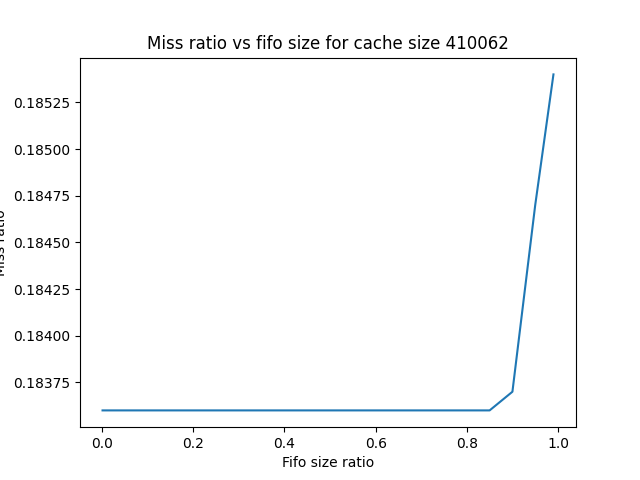 Miss ratio vs fifo size for cache size 410062
0.18525
0.18500
0.18475
0.18450
0.18425
0.18400
0.18375
Miss ratio
0.0 0.2 0.4 0.6 0.8 1.0
Fifo size ratio